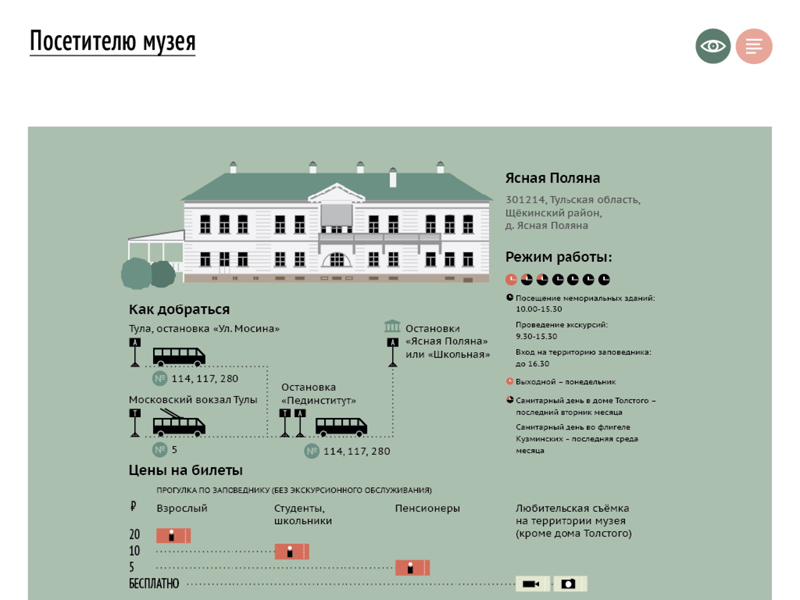 Посетителю музея
Ясная Поляна
301214, Тульская область,
Щёкинский район,
д. Ясная Поляна
Режим работы:
Посещение мемориальных зданий:
10.00-15.30
Проведение экскурсий:
9.30-15.30
Вход на территорию заповедника:
до 16.30
Выходной – понедельник
Санитарный день в доме Толстого –
последний вторник месяца
Санитарный день во флигеле
Кузминских – последняя среда
месяца
Как добраться
Тула, остановка «Ул. Мосина»
А
№ 114, 117, 280
Московский вокзал Тулы
Т
№ 5
Остановка
«Пединститут»
Т А
№ 114, 117, 280
Остановки
«Ясная Поляна»
или «Школьная»
А
Цены на билеты
ПРОГУЛКА ПО ЗАПОВЕДНИКУ (БЕЗ ЭКСКУРСИОННОГО ОБСЛУЖИВАНИЯ)
₽ Взрослый
Студенты,
школьники
Пенсионеры
Любительская съёмка
на территории музея
(кроме дома Толстого)
20
10
5
БЕСПЛАТНО